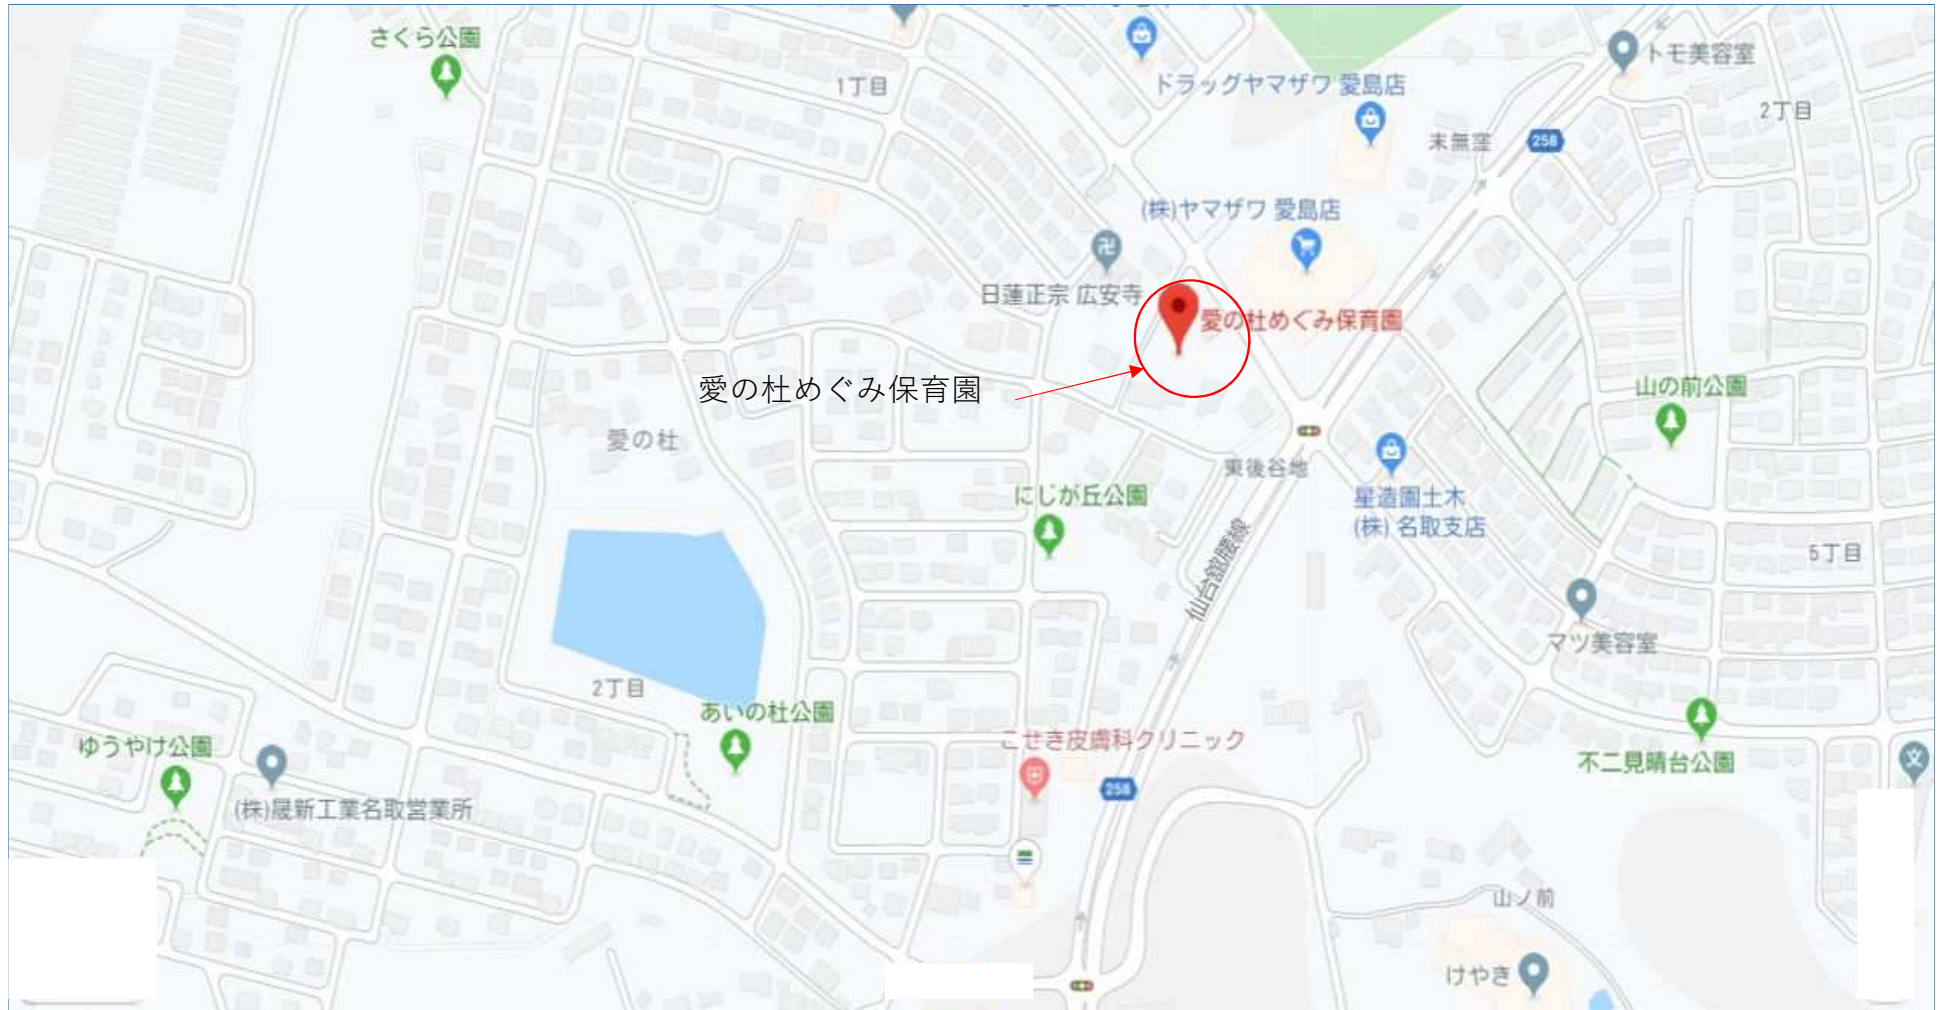 さくら公園
1丁目
ドラッグヤマザワ 愛島店
トモ美容室
2丁目
末無窪
258
(株)ヤマザワ 愛島店
日蓮正宗 広安寺
愛の杜めぐみ保育園
愛の杜めぐみ保育園
山の前公園
愛の杜
東後谷地
にじが丘公園
星造園土木
(株) 名取支店
5丁目
仙台舘腰線
マツ美容室
2丁目
あいの杜公園
ゆうやけ公園
こせき皮膚科クリニック
不二見晴台公園
文
(株)晟新工業名取営業所
258
山ノ前
けやき